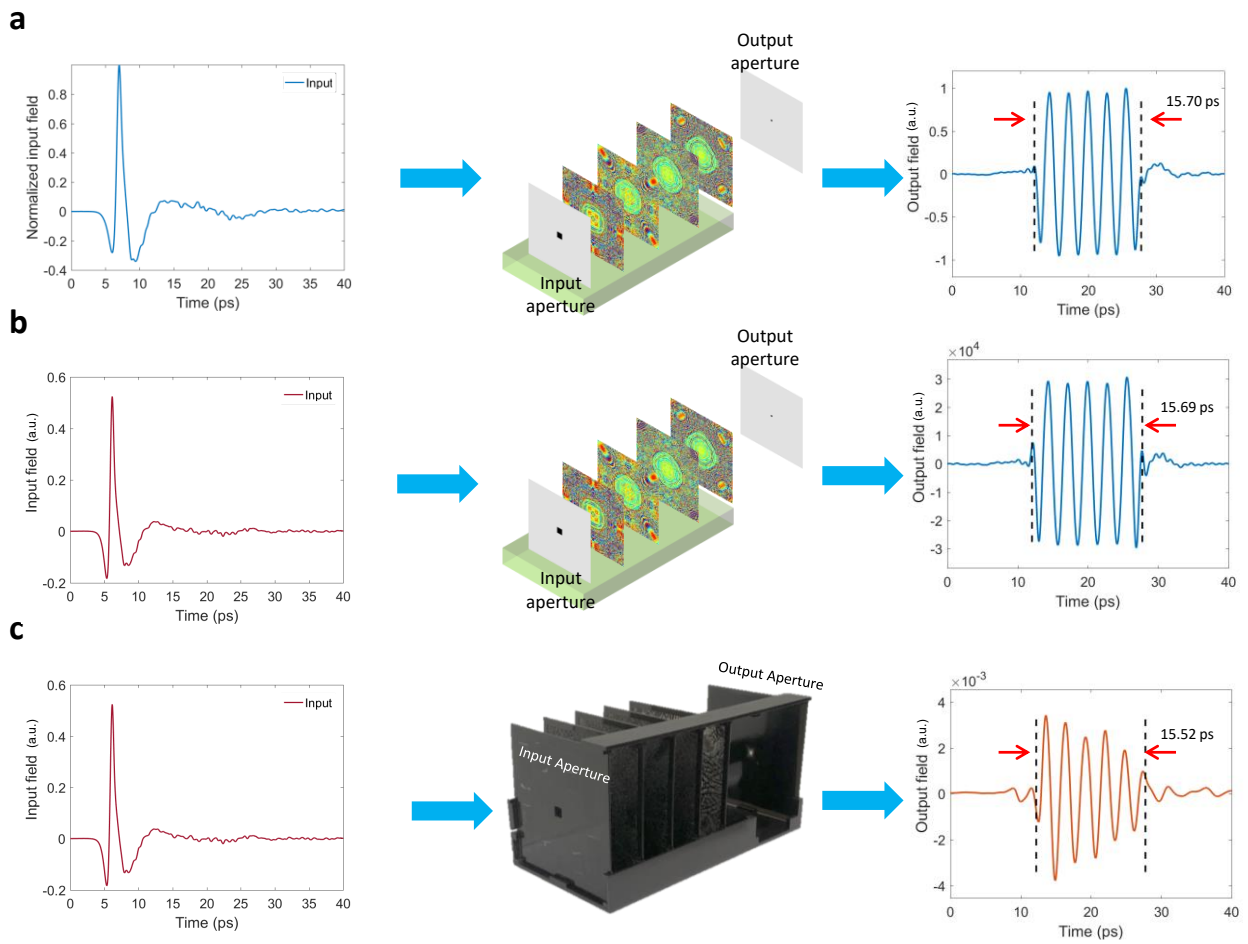 a
Normalized input field
0.8
0.6
0.4
0.2
0
-0.2
-0.4
0 5 10 15 20 25 30 35 40
Time (ps)
Input
Output
aperture
Input
aperture
Output field (a.u.)
1
0.5
0
-0.5
-1
0 10 20 30 40
Time (ps)
15.70 ps
b
Input field (a.u.)
0.6
0.4
0.2
0
-0.2
0 5 10 15 20 25 30 35 40
Time (ps)
Input
Output
aperture
Input
aperture
×10⁴
Output field (a.u.)
3
2
1
0
-1
-2
-3
0 10 20 30 40
Time (ps)
15.69 ps
c
Input field (a.u.)
0.6
0.4
0.2
0
-0.2
0 5 10 15 20 25 30 35 40
Time (ps)
Input
Output Aperture
Input Aperture
×10⁻³
Output field (a.u.)
4
2
0
-2
-4
0 10 20 30 40
Time (ps)
15.52 ps